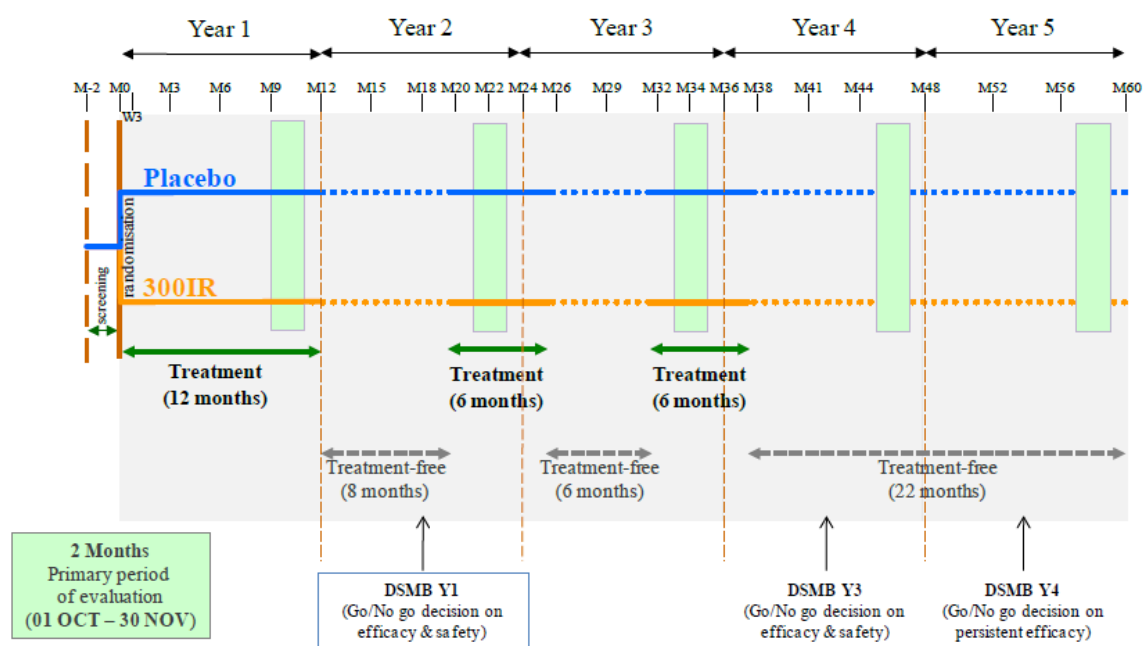 Year 1 Year 2 Year 3 Year 4 Year 5
M-2 M0 M3 M6 M9 M12 M15 M18 M20 M22 M24 M26 M29 M32 M34 M36 M38 M41 M44 M48 M52 M56 M60
W3
Placebo
randomisation
300IR
screening
Treatment
(12 months)
Treatment
(6 months)
Treatment
(6 months)
Treatment-free
(8 months)
Treatment-free
(6 months)
Treatment-free
(22 months)
2 Months
Primary period
of evaluation
(01 OCT – 30 NOV)
DSMB Y1
(Go/No go decision on
efficacy & safety)
DSMB Y3
(Go/No go decision on
efficacy & safety)
DSMB Y4
(Go/No go decision on
persistent efficacy)